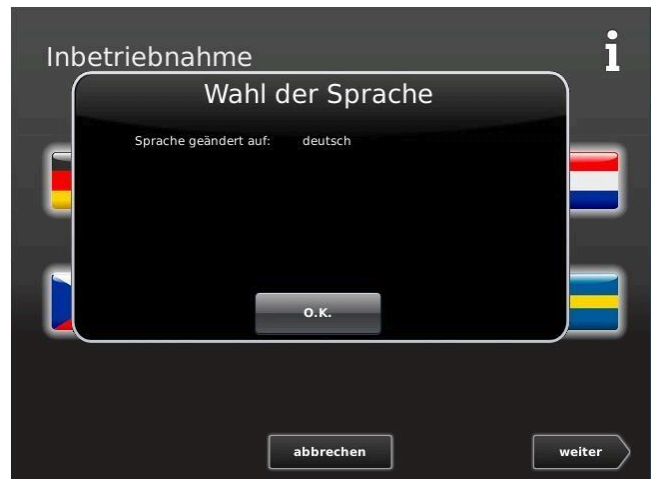 Inbetriebnahme
Wahl der Sprache
Sprache geändert auf: deutsch
O.K.
abbrechen weiter